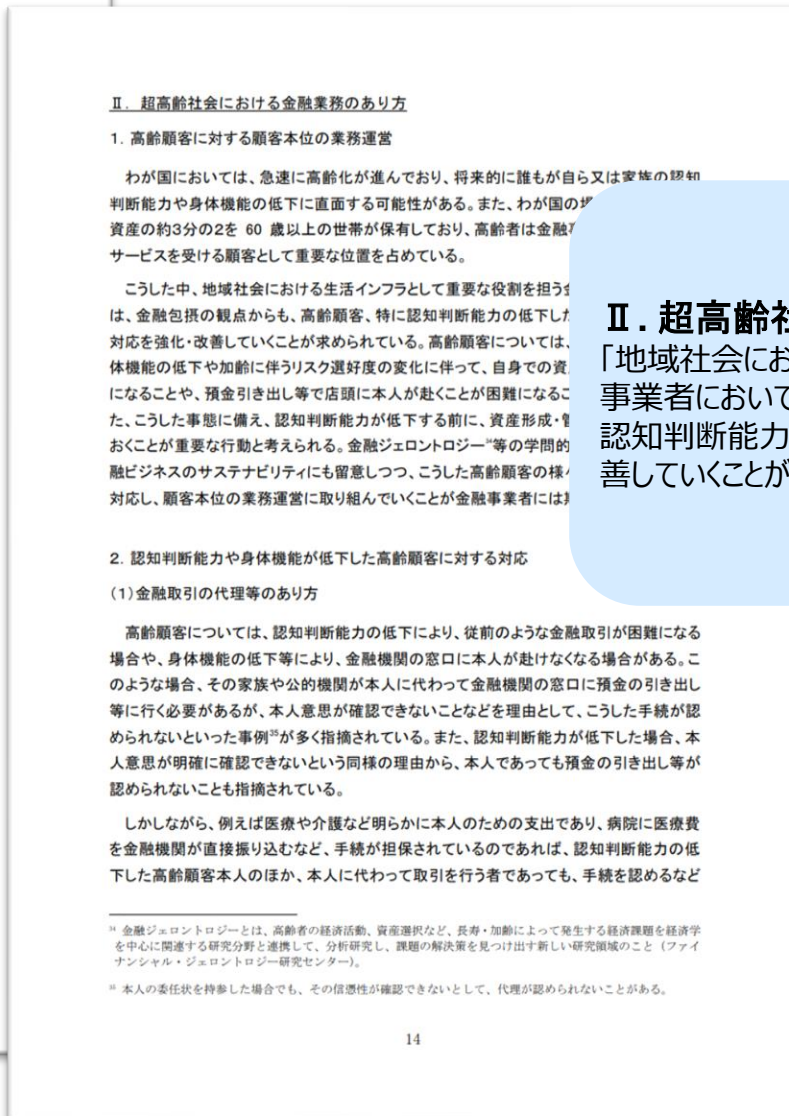 Ⅱ. 超高齢社会における金融業務のあり方
1. 高齢顧客に対する顧客本位の業務運営
わが国においては、急速に高齢化が進んでおり、将来的に誰もが自ら又は家族の認知
判断能力や身体機能の低下に直面する可能性がある。また、わが国の
資産の約3分の2を 60 歳以上の世帯が保有しており、高齢者は金融
サービスを受ける顧客として重要な位置を占めている。
こうした中、地域社会における生活インフラとして重要な役割を担う
は、金融包摂の観点からも、高齢顧客、特に認知判断能力の低下した
対応を強化・改善していくことが求められている。高齢顧客については、
体機能の低下や加齢に伴うリスク選好度の変化に伴って、自身での資
になることや、預金引き出し等で店頭に本人が赴くことが困難になるこ
た、こうした事態に備え、認知判断能力が低下する前に、資産形成・管
おくことが重要な行動と考えられる。金融ジェロントロジー34等の学問的
融ビジネスのサステナビリティにも留意しつつ、こうした高齢顧客の様
対応し、顧客本位の業務運営に取り組んでいくことが金融事業者には
Ⅱ. 超高齢社
「地域社会にお
事業者において
認知判断能力
善していくことが
2. 認知判断能力や身体機能が低下した高齢顧客に対する対応
(1)金融取引の代理等のあり方
高齢顧客については、認知判断能力の低下により、従前のような金融取引が困難になる
場合や、身体機能の低下等により、金融機関の窓口に本人が赴けなくなる場合がある。こ
のような場合、その家族や公的機関が本人に代わって金融機関の窓口に預金の引き出し
等に行く必要があるが、本人意思が確認できないことなどを理由として、こうした手続が認
められないといった事例35が多く指摘されている。また、認知判断能力が低下した場合、本
人意思が明確に確認できないという同様の理由から、本人であっても預金の引き出し等が
認められないことも指摘されている。
しかしながら、例えば医療や介護など明らかに本人のための支出であり、病院に医療費
を金融機関が直接振り込むなど、手続が担保されているのであれば、認知判断能力の低
下した高齢顧客本人のほか、本人に代わって取引を行う者であっても、手続を認めるなど
34 金融ジェロントロジーとは、高齢者の経済活動、資産選択など、長寿・加齢によって発生する経済課題を経済学
を中心に関連する研究分野と連携して、分析研究し、課題の解決策を見つけ出す新しい研究領域のこと（ファイ
ナンシャル・ジェロントロジー研究センター）。
35 本人の委任状を持参した場合でも、その信憑性が確認できないとして、代理が認められないことがある。
14